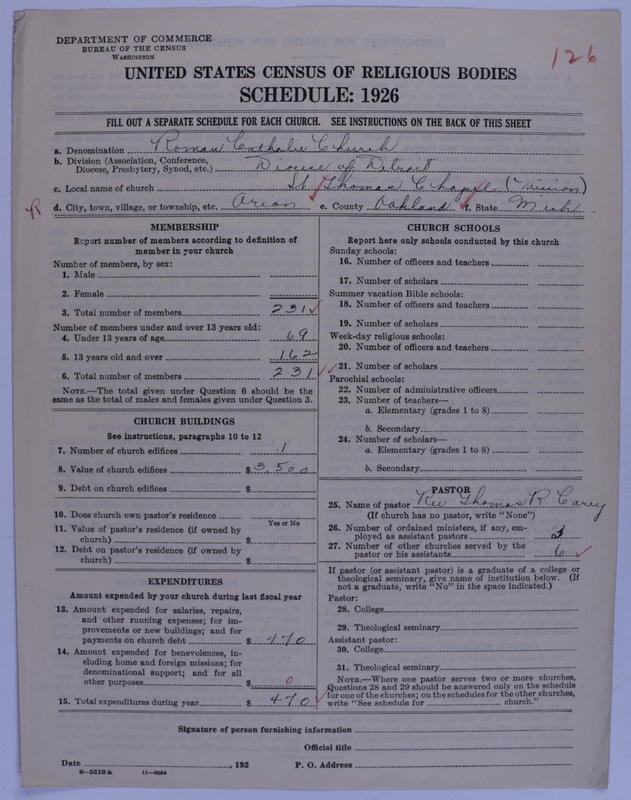 DEPARTMENT OF COMMERCE
BUREAU OF THE CENSUS
WASHINGTON
126
UNITED STATES CENSUS OF RELIGIOUS BODIES
SCHEDULE: 1926
FILL OUT A SEPARATE SCHEDULE FOR EACH CHURCH. SEE INSTRUCTIONS ON THE BACK OF THIS SHEET
a. Denomination Roman Catholic Church
b. Division (Association, Conference, Diocese, Presbytery, Synod, etc.) Diocese of Detroit
c. Local name of church St. Thomas Chapel (Mission)
d. City, town, village, or township, etc. Orion e. County Oakland f. State Mich
MEMBERSHIP
Report number of members according to definition of
member in your church
Number of members, by sex:
1. Male
2. Female
3. Total number of members 231
Number of members under and over 13 years old:
4. Under 13 years of age 69
5. 13 years old and over 162
6. Total number of members 231
NOTE.—The total given under Question 6 should be
same as the total of males and females given under Question 3.
CHURCH BUILDINGS
See instructions, paragraphs 10 to 12
7. Number of church edifices 1
8. Value of church edifices $3,500
9. Debt on church edifices $
10. Does church own pastor's residence
Yes or No
11. Value of pastor's residence (if owned by
church) $
12. Debt on pastor's residence (if owned by
church) $
EXPENDITURES
Amount expended by your church during last fiscal year
13. Amount expended for salaries, repairs,
and other running expenses; for im-
provements or new buildings; and for
payments on church debt $ 470
14. Amount expended for benevolences, in-
cluding home and foreign missions; for
denominational support; and for all
other purposes $ 0
15. Total expenditures during year $ 470
CHURCH SCHOOLS
Report here only schools conducted by this church
Sunday schools:
16. Number of officers and teachers
17. Number of scholars
Summer vacation Bible schools:
18. Number of officers and teachers
19. Number of scholars
Week-day religious schools:
20. Number of officers and teachers
21. Number of scholars
Parochial schools:
22. Number of administrative officers
23. Number of teachers—
a. Elementary (grades 1 to 8)
b. Secondary
24. Number of scholars—
a. Elementary (grades 1 to 8)
b. Secondary
PASTOR
25. Name of pastor Rev Thomas R. Carey
(If church has no pastor, write "None")
26. Number of ordained ministers, if any, em-
ployed as assistant pastors 3
27. Number of other churches served by the
pastor or his assistants 6
If pastor (or assistant pastor) is a graduate of a college or
theological seminary, give name of institution below. (If
not a graduate, write "No" in the space indicated.)
Pastor:
28. College
29. Theological seminary
Assistant pastor:
30. College
31. Theological seminary
NOTE.—Where one pastor serves two or more churches,
Questions 28 and 29 should be answered only on the schedule
for one of the churches; on the schedules for the other churches,
write "See schedule for church."
Signature of person furnishing information
Official title
Date , 192 P. O. Address
8—5518a 11—9064